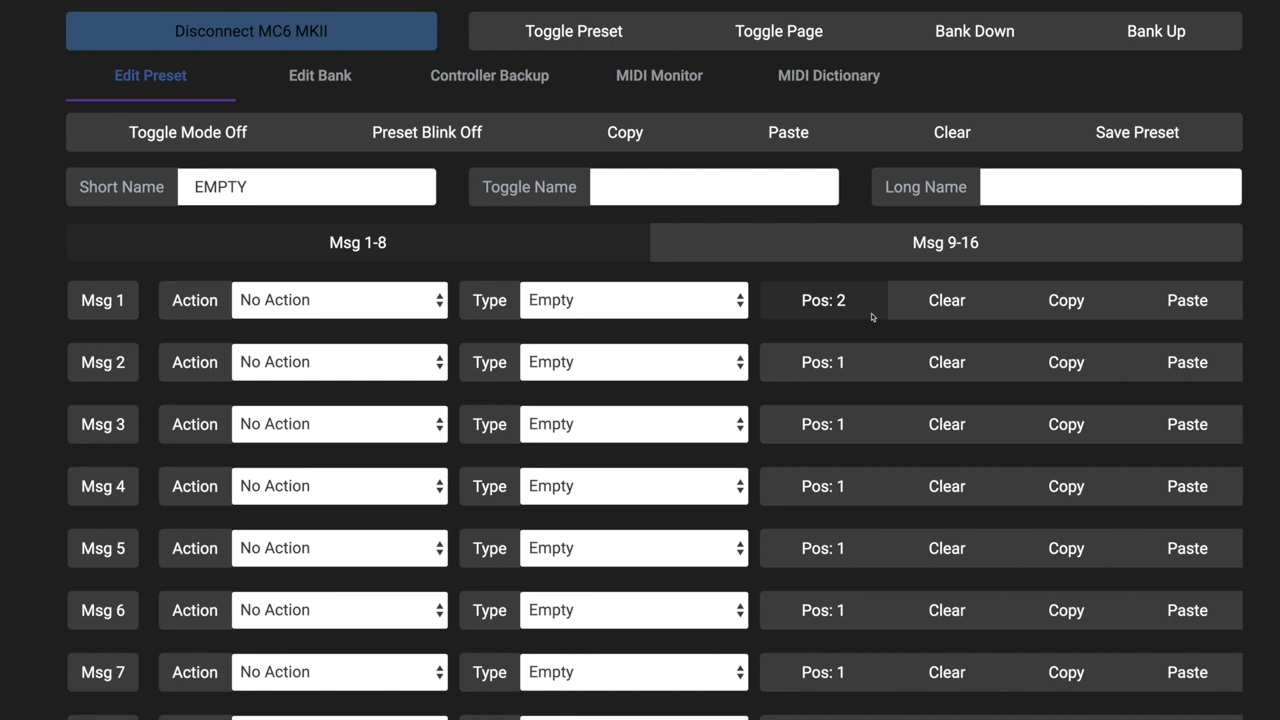 Disconnect MC6 MKII Toggle Preset Toggle Page Bank Down Bank Up
Edit Preset Edit Bank Controller Backup MIDI Monitor MIDI Dictionary
Toggle Mode Off Preset Blink Off Copy Paste Clear Save Preset
Short Name EMPTY Toggle Name Long Name
Msg 1-8 Msg 9-16
Msg 1 Action No Action Type Empty Pos: 2 Clear Copy Paste
Msg 2 Action No Action Type Empty Pos: 1 Clear Copy Paste
Msg 3 Action No Action Type Empty Pos: 1 Clear Copy Paste
Msg 4 Action No Action Type Empty Pos: 1 Clear Copy Paste
Msg 5 Action No Action Type Empty Pos: 1 Clear Copy Paste
Msg 6 Action No Action Type Empty Pos: 1 Clear Copy Paste
Msg 7 Action No Action Type Empty Pos: 1 Clear Copy Paste